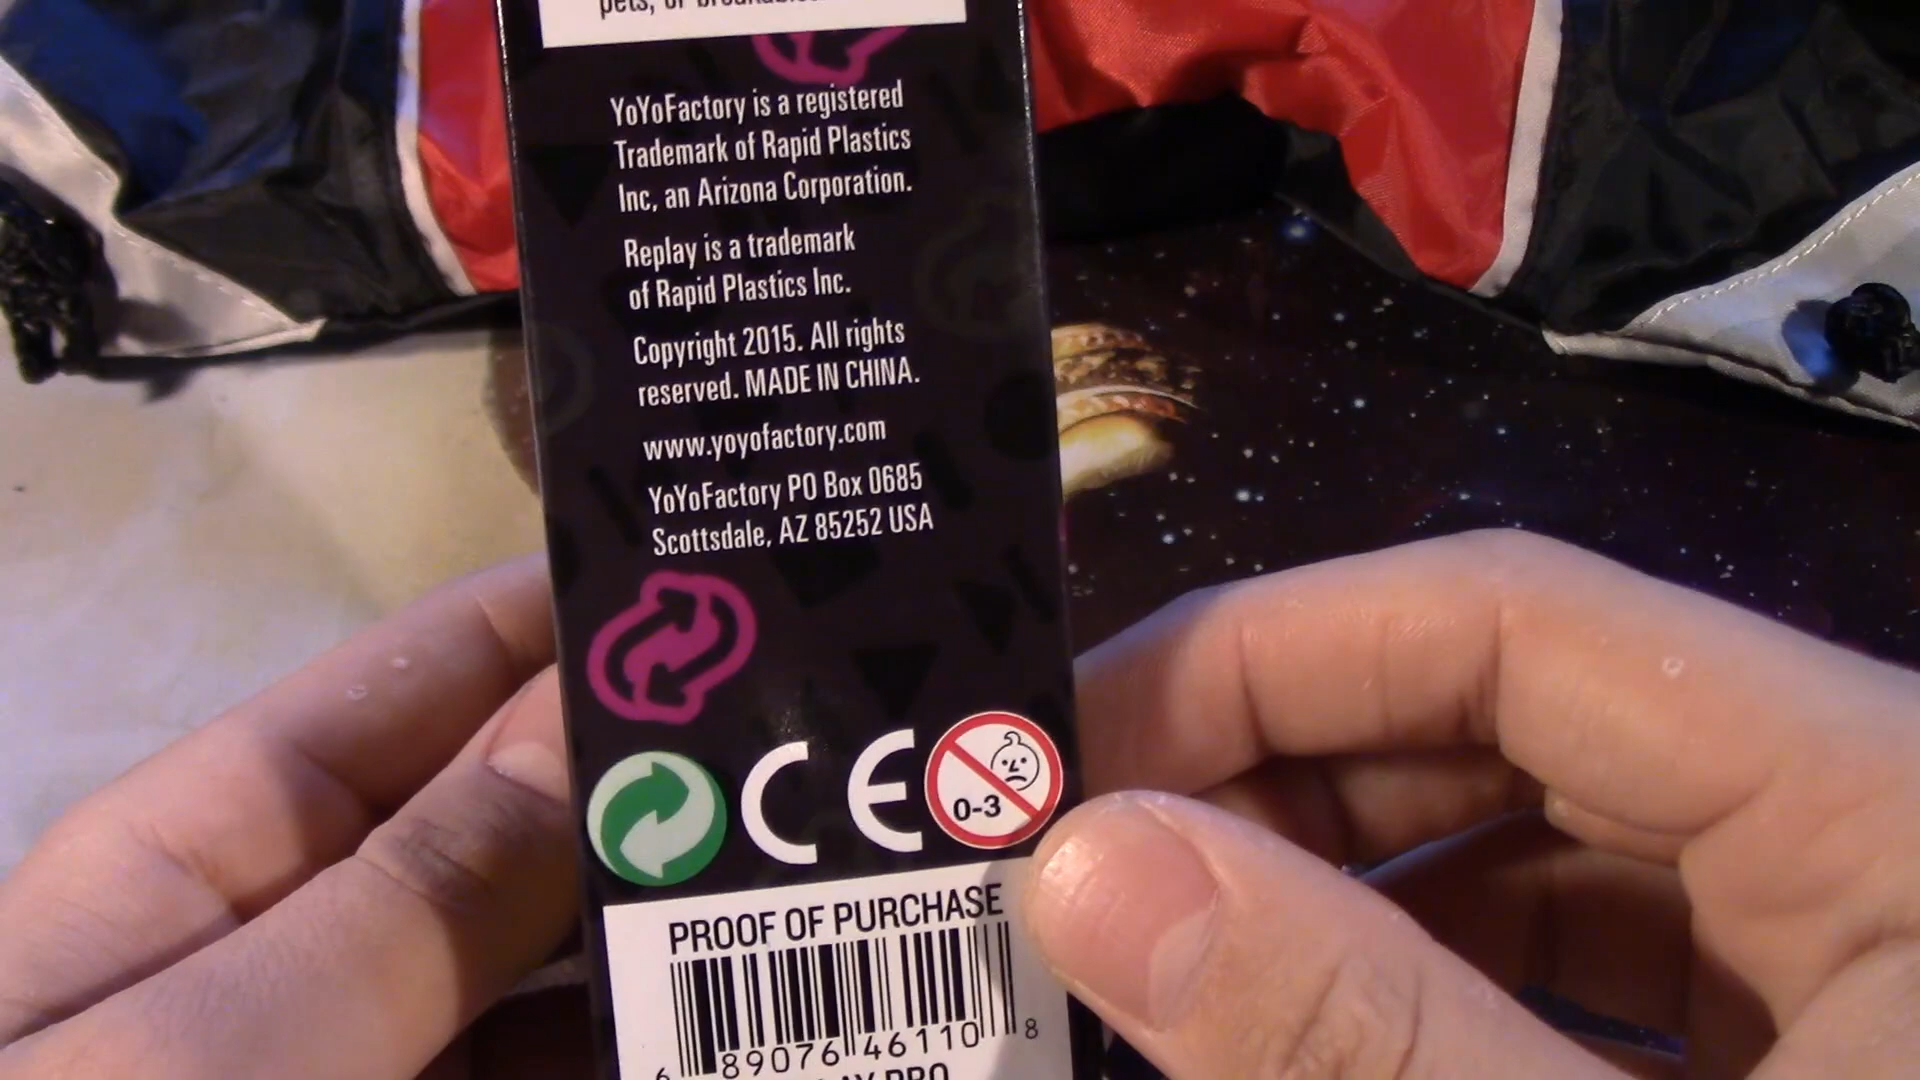 pets, or
YoYoFactory is a registered
Trademark of Rapid Plastics
Inc, an Arizona Corporation.
Replay is a trademark
of Rapid Plastics Inc.
Copyright 2015. All rights
reserved. MADE IN CHINA.
www.yoyofactory.com
YoYoFactory PO Box 0685
Scottsdale, AZ 85252 USA
CE
0-3
PROOF OF PURCHASE
6 89076 46110 8
PRO